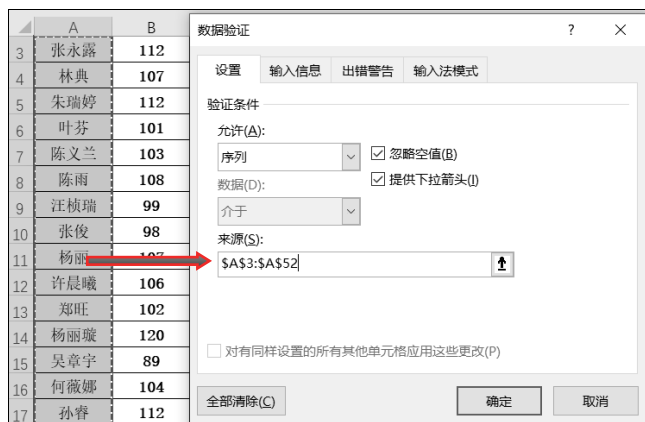 A B
3 张永露 112
4 林典 107
5 朱瑞婷 112
6 叶芬 101
7 陈义兰 103
8 陈雨 108
9 汪桢瑞 99
10 张俊 98
11 杨丽 107
12 许晨曦 106
13 郑旺 102
14 杨丽璇 120
15 吴章宇 89
16 何薇娜 104
17 孙睿 112
数据验证 ? ×
设置 输入信息 出错警告 输入法模式
验证条件
允许(A):
序列 忽略空值(B)
数据(D): 提供下拉箭头(I)
介于
来源(S):
$A$3:$A$52
对有同样设置的所有其他单元格应用这些更改(P)
全部清除(C) 确定 取消